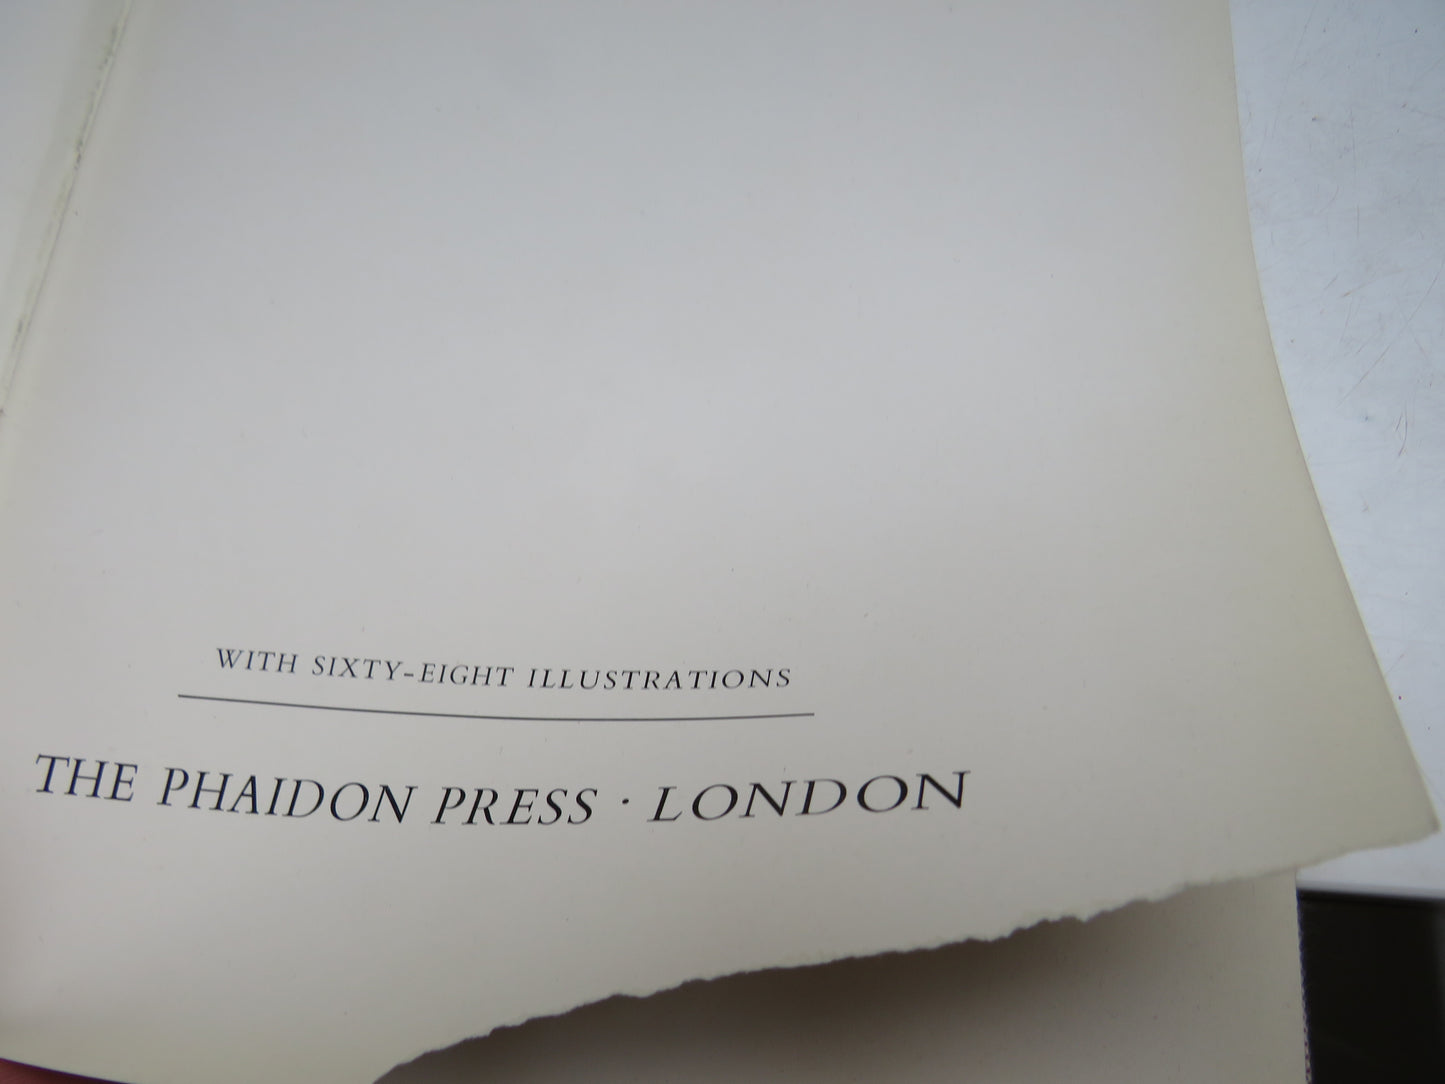 WITH SIXTY-EIGHT ILLUSTRATIONS
THE PHAIDON PRESS · LONDON